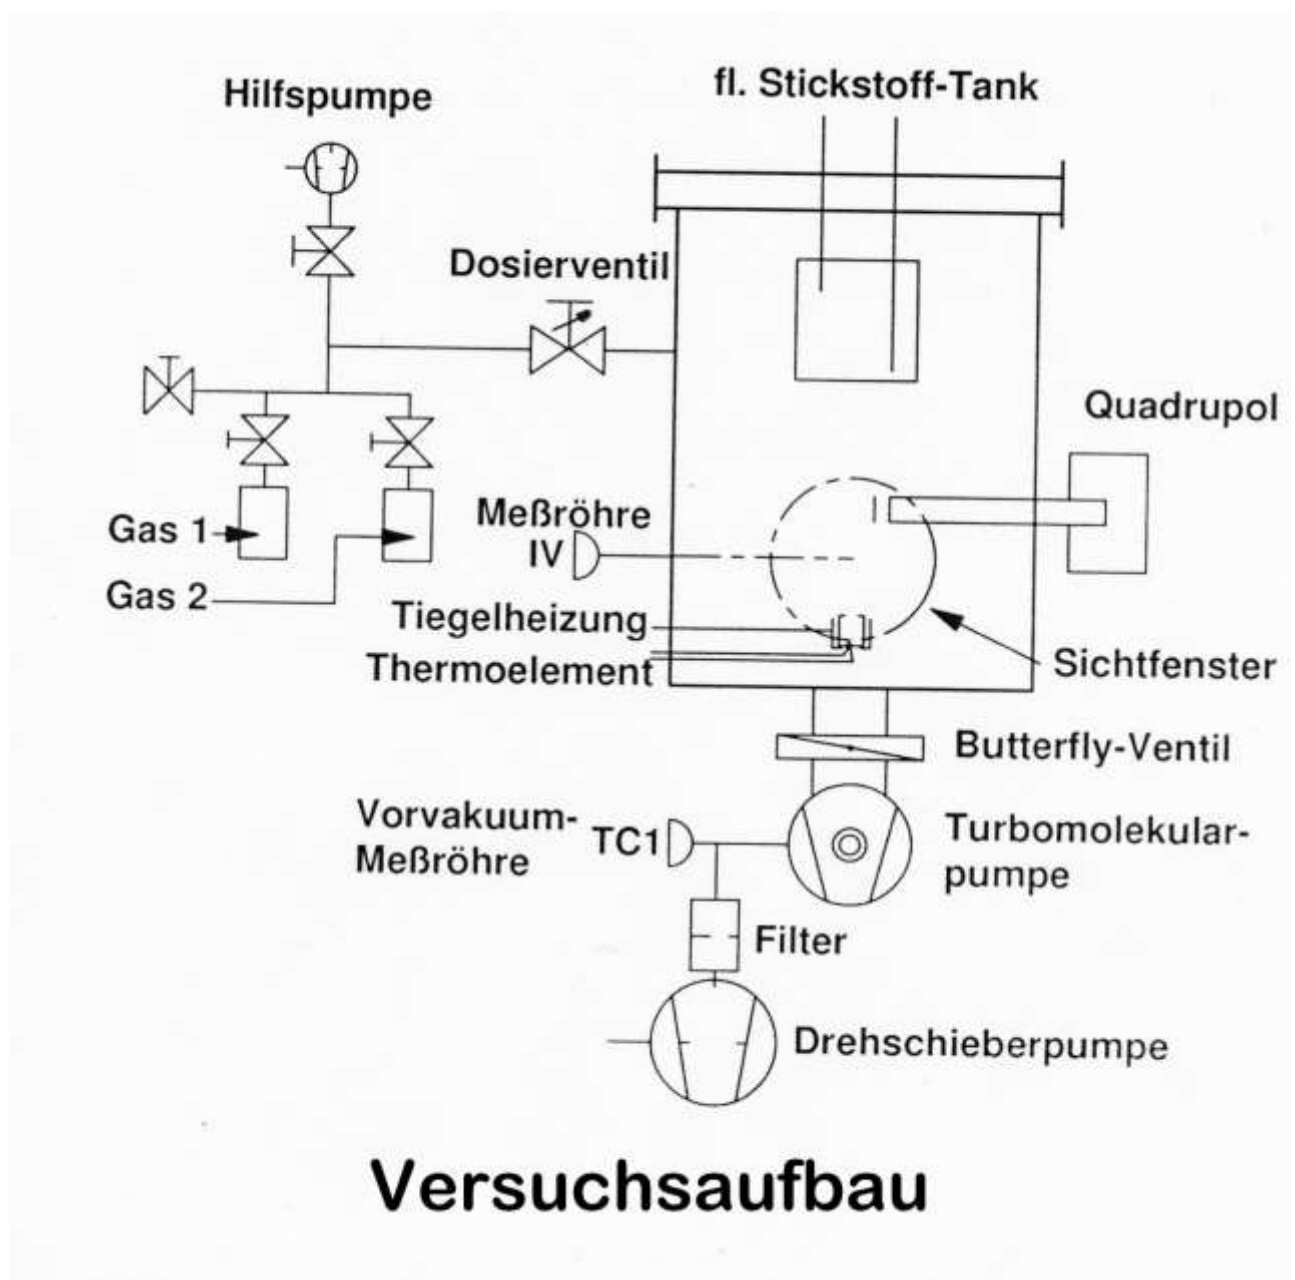 Hilfspumpe
fl. Stickstoff-Tank
Dosierventil
Quadrupol
Meßröhre
IV
Gas 1
Gas 2
Tiegelheizung
Thermoelement
Sichtfenster
Butterfly-Ventil
Vorvakuum-
Meßröhre
TC1
Turbomolekular-
pumpe
Filter
Drehschieberpumpe
Versuchsaufbau